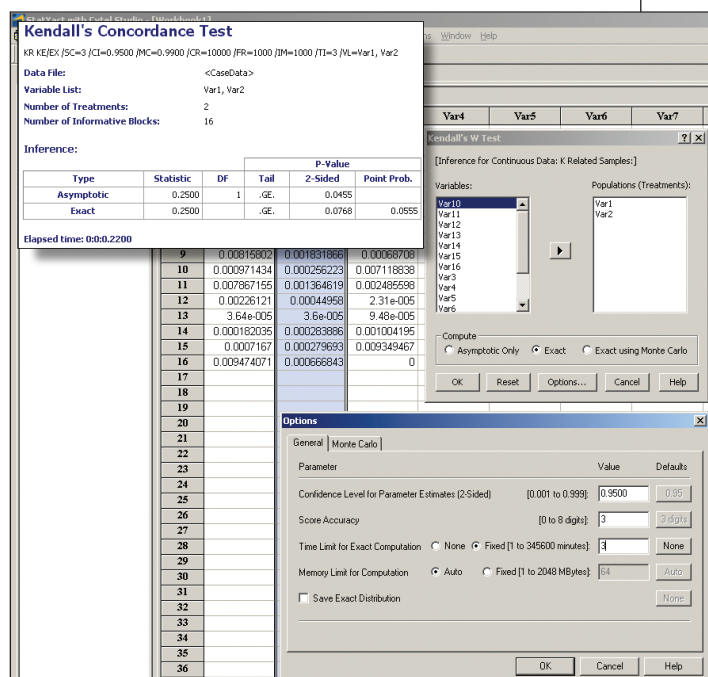 Kendall's Concordance Test
KR KE/EX /SC=3 /CI=0.9500 /MC=0.9900 /CR=10000 /FR=1000 /IM=1000 /TI=3 /VL=Var1, Var2
Data File: <CaseData>
Variable List: Var1, Var2
Number of Treatments: 2
Number of Informative Blocks: 16
Inference:
P-Value
Type Statistic DF Tail 2-Sided Point Prob.
Asymptotic 0.2500 1 .GE. 0.0455
Exact 0.2500 .GE. 0.0768 0.0555
Elapsed time: 0:0:0.2200
Window Help
Var4 Var5 Var6 Var7
9 0.00815802 0.001831866 0.00068708
10 0.000971434 0.000256223 0.007118838
11 0.007867155 0.001364619 0.002485598
12 0.00226121 0.00044958 2.31e-005
13 3.64e-005 3.6e-005 9.48e-005
14 0.000182035 0.000283886 0.001004195
15 0.0007167 0.000279693 0.009349467
16 0.009474071 0.000666843 0
17
18
19
20
21
22
23
24
25
26
27
28
29
30
31
32
33
34
35
36
Kendall's W Test
[Inference for Continuous Data: K Related Samples:]
Variables: Populations (Treatments):
Var10 Var1
Var11 Var2
Var12
Var13
Var14
Var15
Var16
Var3
Var4
Var5
Var6
Compute
Asymptotic Only Exact Exact using Monte Carlo
OK Reset Options... Cancel Help
Options
General Monte Carlo
Parameter Value Defaults
Confidence Level for Parameter Estimates (2-Sided) [0.001 to 0.999]: 0.9500 0.95
Score Accuracy [0 to 8 digits]: 3 3 digits
Time Limit for Exact Computation None Fixed [1 to 345600 minutes]: 3 None
Memory Limit for Computation Auto Fixed [1 to 2048 MBytes]: 64 Auto
Save Exact Distribution None
OK Cancel Help